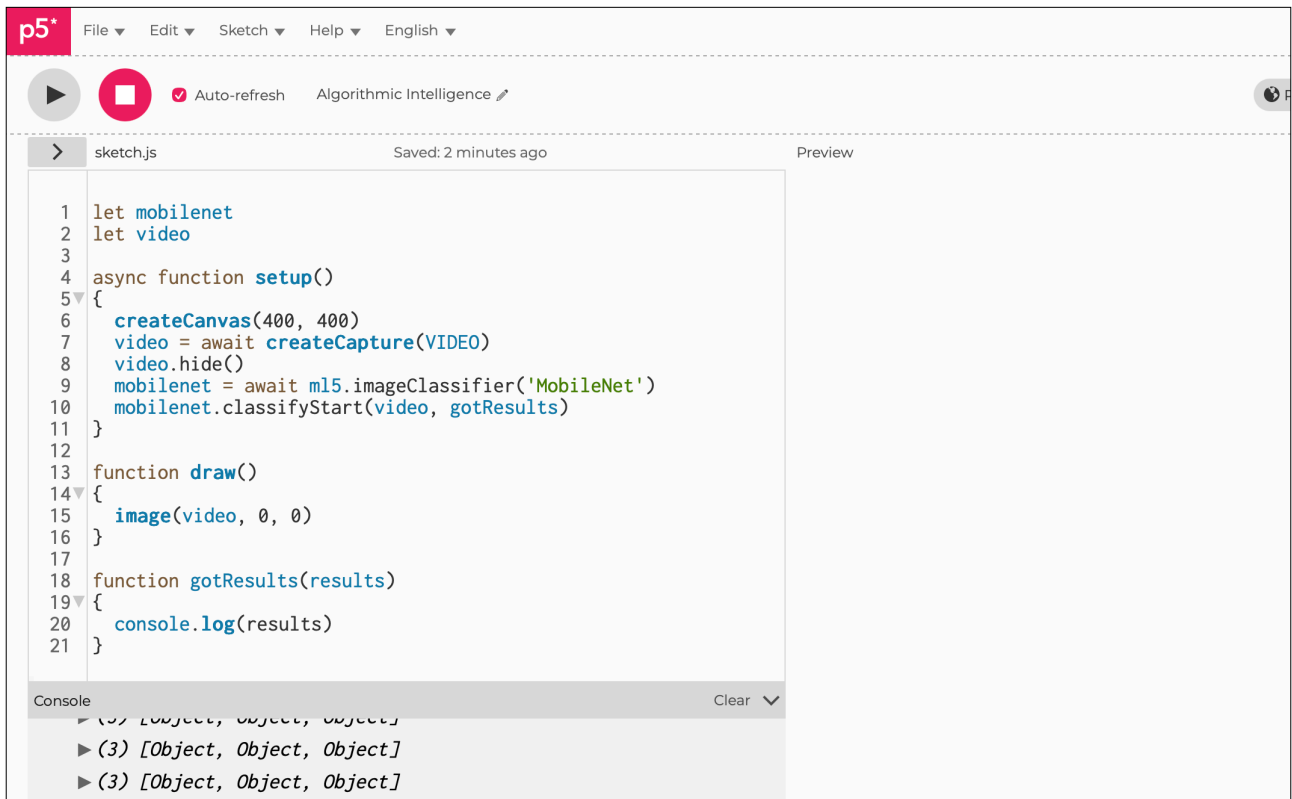 p5*
File Edit Sketch Help English
Auto-refresh Algorithmic Intelligence
sketch.js Saved: 2 minutes ago Preview
1 let mobilenet
2 let video
3
4 async function setup()
5 {
6 createCanvas(400, 400)
7 video = await createCapture(VIDEO)
8 video.hide()
9 mobilenet = await ml5.imageClassifier('MobileNet')
10 mobilenet.classifyStart(video, gotResults)
11 }
12
13 function draw()
14 {
15 image(video, 0, 0)
16 }
17
18 function gotResults(results)
19 {
20 console.log(results)
21 }
Console Clear
(3) [Object, Object, Object]
(3) [Object, Object, Object]
(3) [Object, Object, Object]